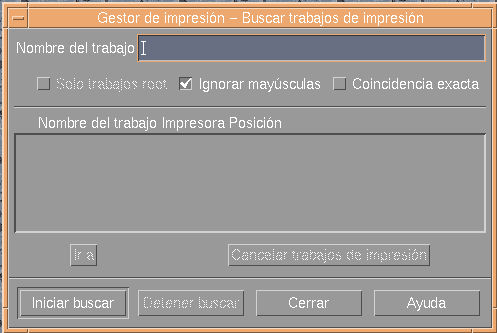 Gestor de impresión – Buscar trabajos de impresión
Nombre del trabajo
Solo trabajos root Ignorar mayúsculas Coincidencia exacta
Nombre del trabajo Impresora Posición
Ir a Cancelar trabajos de impresión
Iniciar buscar Detener buscar Cerrar Ayuda